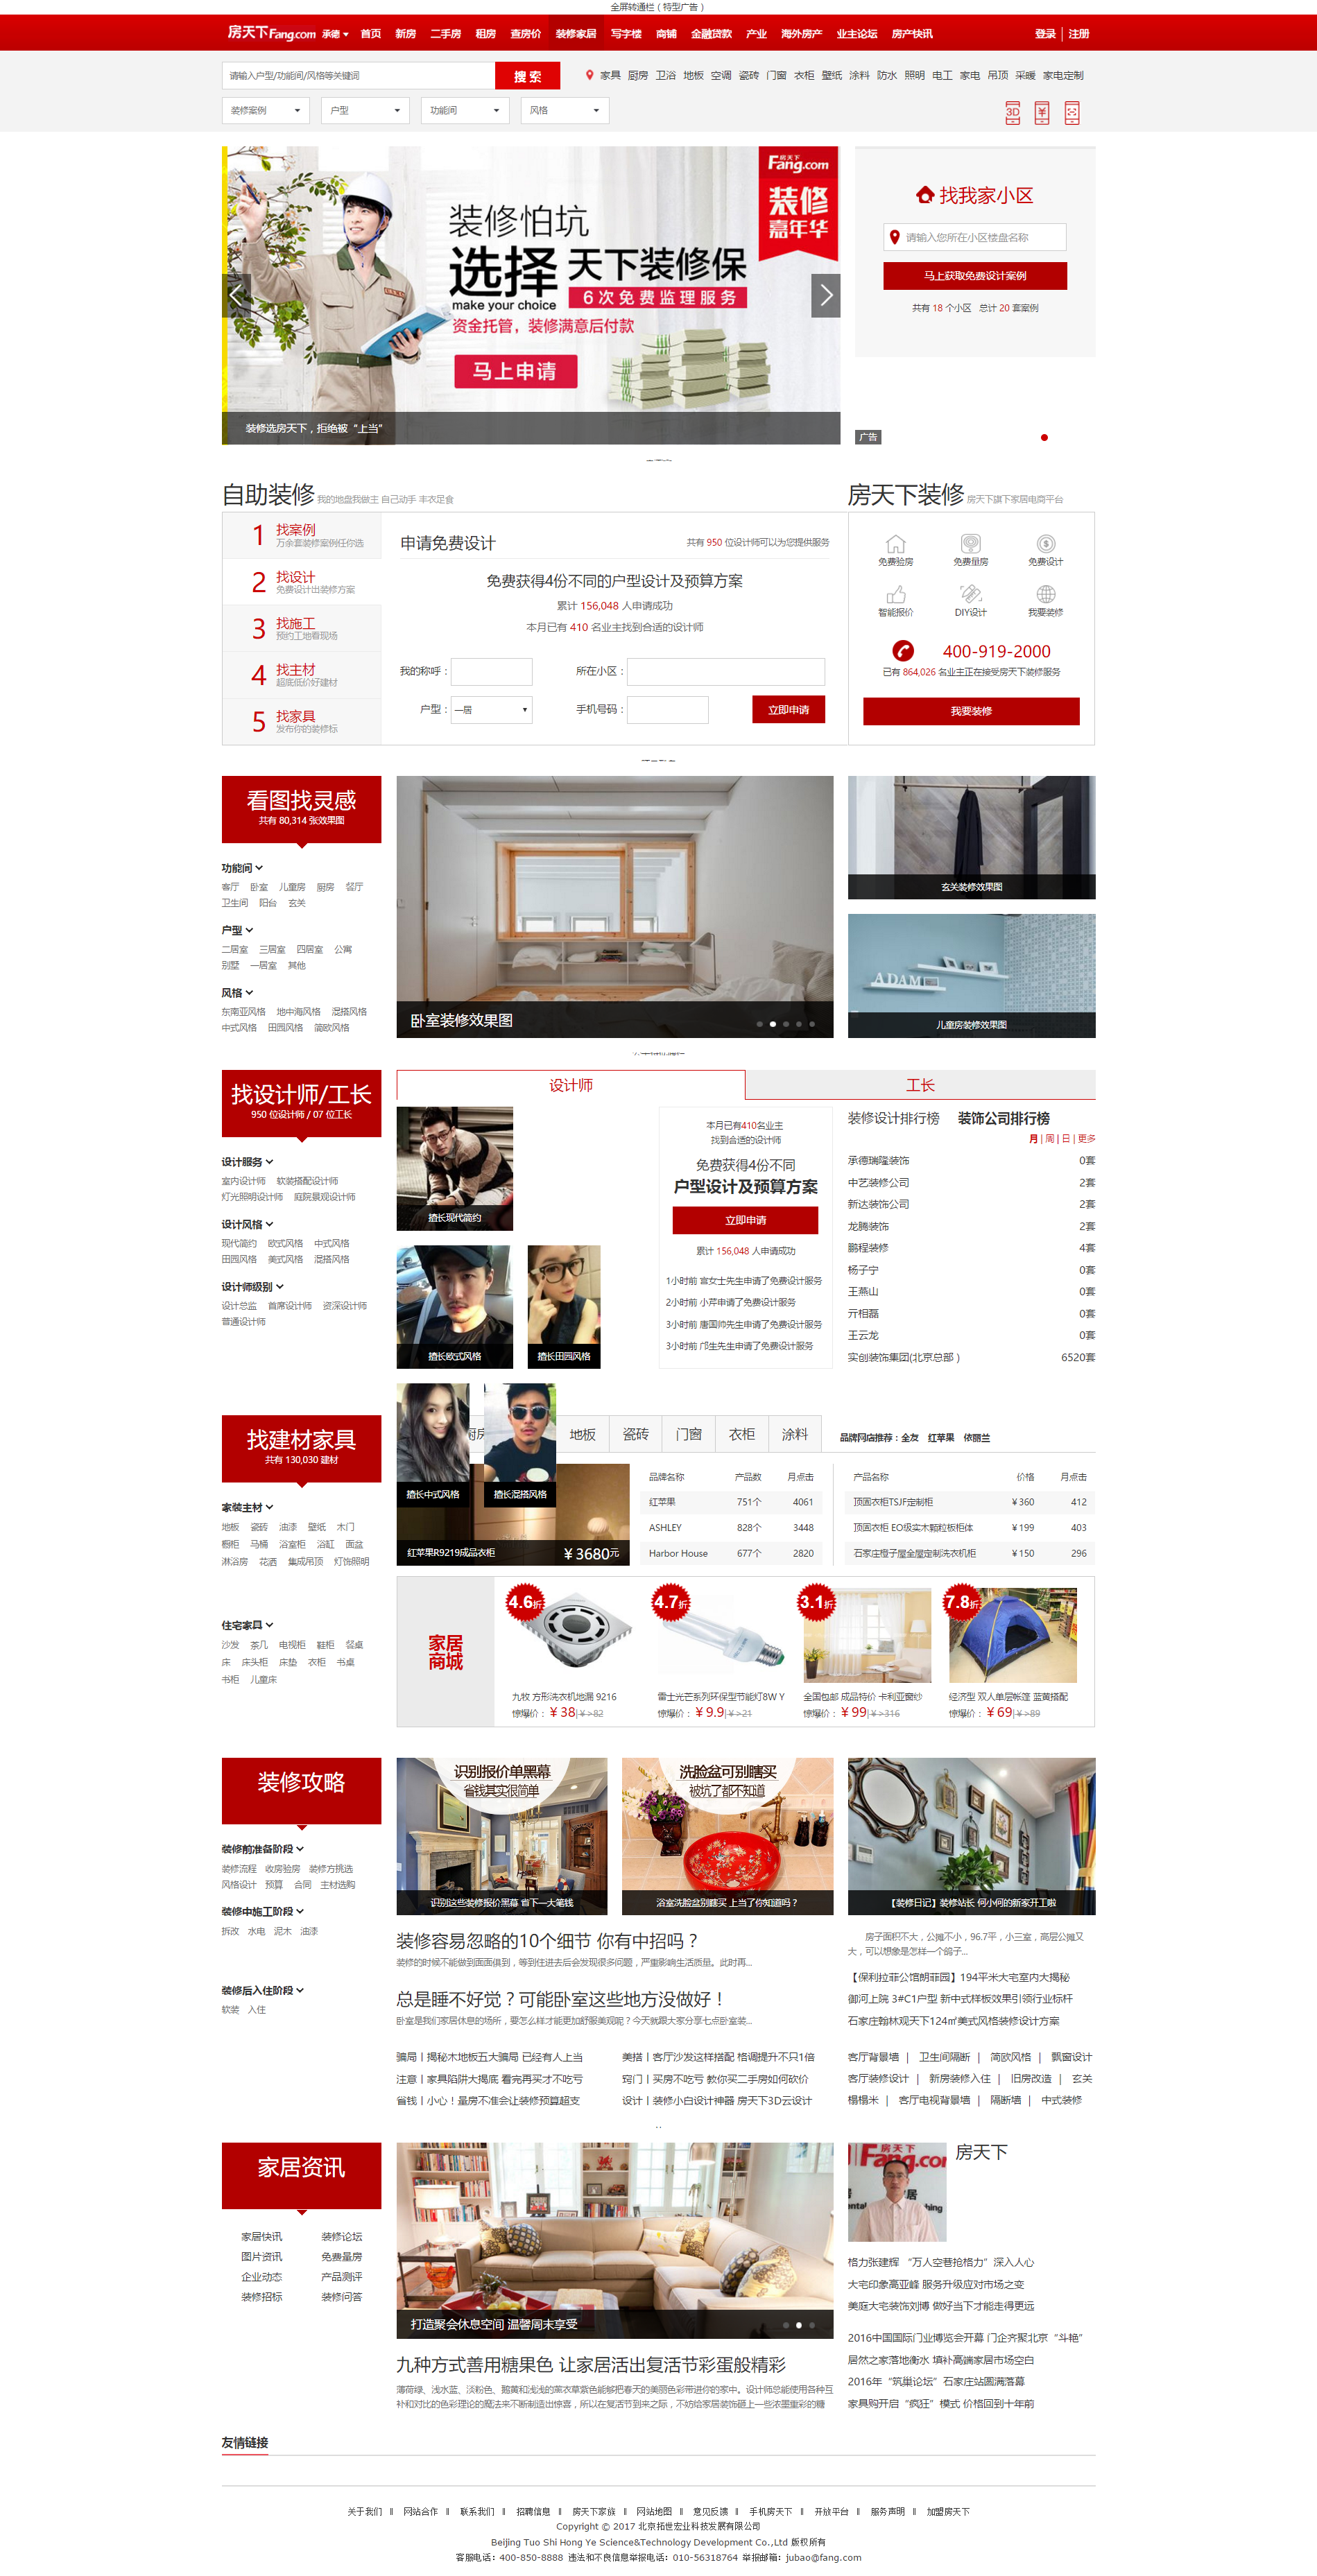 全屏转通栏（特型广告）
房天下Fang.com 承德 首页 新房 二手房 租房 查房价 装修家居 写字楼 商铺 金融贷款 产业 海外房产 业主论坛 房产快讯 登录 注册
请输入户型/功能间/风格等关键词 搜索 家具 厨房 卫浴 地板 空调 瓷砖 门窗 衣柜 壁纸 涂料 防水 照明 电工 家电 吊顶 采暖 家电定制
装修案例 户型 功能间 风格 3D
房天下
Fang.com
装修
嘉年华
装修怕坑
选择 天下装修保
make your choice 6次免费监理服务
资金托管，装修满意后付款
马上申请
装修选房天下，拒绝被“上当”
找我家小区
请输入您所在小区楼盘名称
马上获取免费设计案例
共有 18 个小区 总计 20 套案例
广告
自助装修 我的地盘我做主 自己动手 丰衣足食
房天下装修 房天下旗下家居电商平台
1 找案例
万余套装修案例任你选
2 找设计
免费设计出装修方案
3 找施工
预约工地看现场
4 找主材
超底低价好建材
5 找家具
发布你的装修标
申请免费设计 共有 950 位设计师可以为您提供服务
免费获得4份不同的户型设计及预算方案
累计 156,048 人申请成功
本月已有 410 名业主找到合适的设计师
我的称呼： 所在小区：
户型： 一居 手机号码： 立即申请
免费验房 免费量房 免费设计
智能报价 DIY设计 我要装修
400-919-2000
已有 864,026 名业主正在接受房天下装修服务
我要装修
看图找灵感
共有 80,314 张效果图
功能间
客厅 卧室 儿童房 厨房 餐厅
卫生间 阳台 玄关
户型
二居室 三居室 四居室 公寓
别墅 一居室 其他
风格
东南亚风格 地中海风格 混搭风格
中式风格 田园风格 简欧风格
卧室装修效果图
玄关装修效果图
ADAM
儿童房装修效果图
找设计师/工长
950 位设计师 / 07 位工长
设计服务
室内设计师 软装搭配设计师
灯光照明设计师 庭院景观设计师
设计风格
现代简约 欧式风格 中式风格
田园风格 美式风格 混搭风格
设计师级别
设计总监 首席设计师 资深设计师
普通设计师
设计师 工长
擅长现代简约
擅长欧式风格 擅长田园风格
擅长中式风格 擅长混搭风格
本月已有410名业主
找到合适的设计师
免费获得4份不同
户型设计及预算方案
立即申请
累计 156,048 人申请成功
1小时前 宫女士先生申请了免费设计服务
2小时前 小芹申请了免费设计服务
3小时前 唐国帅先生申请了免费设计服务
3小时前 邝生先生申请了免费设计服务
装修设计排行榜 装饰公司排行榜
月 | 周 | 日 | 更多
承德瑞隆装饰 0套
中艺装修公司 2套
新达装饰公司 2套
龙腾装饰 2套
鹏程装修 4套
杨子宁 0套
王燕山 0套
亓相磊 0套
王云龙 0套
实创装饰集团(北京总部 ) 6520套
找建材家具
共有 130,030 建材
家装主材
地板 瓷砖 油漆 壁纸 木门
橱柜 马桶 浴室柜 浴缸 面盆
淋浴房 花洒 集成吊顶 灯饰照明
住宅家具
沙发 茶几 电视柜 鞋柜 餐桌
床 床头柜 床垫 衣柜 书桌
书柜 儿童床
地板 瓷砖 门窗 衣柜 涂料
品牌网店推荐：全友 红苹果 依丽兰
红苹果R9219成品衣柜 ￥3680元
品牌名称 产品数 月点击
红苹果 751个 4061
ASHLEY 828个 3448
Harbor House 677个 2820
产品名称 价格 月点击
顶固衣柜TSJF定制柜 ￥360 412
顶固衣柜 EO级实木颗粒板柜体 ￥199 403
石家庄橙子屋全屋定制洗衣机柜 ￥150 296
家居
商城
4.6折 4.7折 3.1折 7.8折
九牧 方形洗衣机地漏 9216
惊爆价：￥38|￥>82
雷士光芒系列环保型节能灯8W Y
惊爆价：￥9.9|￥>21
全国包邮 成品特价 卡利亚窗纱
惊爆价：￥99|￥>316
经济型 双人单层帐篷 蓝黄搭配
惊爆价：￥69|￥>89
装修攻略
装修前准备阶段
装修流程 收房验房 装修方挑选
风格设计 预算 合同 主材选购
装修中施工阶段
拆改 水电 泥木 油漆
装修后入住阶段
软装 入住
识别报价单黑幕
省钱其实很简单
识别这些装修报价黑幕 省下一大笔钱
洗脸盆可别瞎买
被坑了都不知道
浴室洗脸盆别瞎买 上当了你知道吗？
【装修日记】装修站长 何小何的新家开工啦
装修容易忽略的10个细节 你有中招吗？
装修的时候不能做到面面俱到，等到住进去后会发现很多问题，严重影响生活质量。此时再...
总是睡不好觉？可能卧室这些地方没做好！
卧室是我们家居休息的场所，要怎么样才能更加舒服美观呢？今天就跟大家分享七点卧室装...
骗局丨揭秘木地板五大骗局 已经有人上当
注意丨家具陷阱大揭底 看完再买才不吃亏
省钱丨小心！量房不准会让装修预算超支
美搭丨客厅沙发这样搭配 格调提升不只1倍
窍门丨买房不吃亏 教你买二手房如何砍价
设计丨装修小白设计神器 房天下3D云设计
房子面积不大，公摊不小，96.7平，小三室，高层公摊又
大，可以想象是怎样一个鸽子...
【保利拉菲公馆朗菲园】194平米大宅室内大揭秘
御河上院 3#C1户型 新中式样板效果引领行业标杆
石家庄翰林观天下124㎡美式风格装修设计方案
客厅背景墙 | 卫生间隔断 | 简欧风格 | 飘窗设计
客厅装修设计 | 新房装修入住 | 旧房改造 | 玄关
榻榻米 | 客厅电视背景墙 | 隔断墙 | 中式装修
家居资讯
家居快讯 装修论坛
图片资讯 免费量房
企业动态 产品测评
装修招标 装修问答
打造聚会休息空间 温馨周末享受
九种方式善用糖果色 让家居活出复活节彩蛋般精彩
薄荷绿、浅水蓝、淡粉色、鹅黄和浅浅的薰衣草紫色能够把春天的美丽色彩带进你的家中。设计师总能使用各种互
补和对比的色彩理论的魔法来不断制造出惊喜，所以在复活节到来之际，不妨给家居装饰砸上一些浓墨重彩的糖
房天下
格力张建辉 “万人空巷抢格力”深入人心
大宅印象高亚峰 服务升级应对市场之变
美庭大宅装饰刘博 做好当下才能走得更远
2016中国国际门业博览会开幕 门企齐聚北京“斗艳”
居然之家落地衡水 填补高端家居市场空白
2016年“筑巢论坛”石家庄站圆满落幕
家具购开启“疯狂”模式 价格回到十年前
友情链接
关于我们 ‖ 网站合作 ‖ 联系我们 ‖ 招聘信息 ‖ 房天下家族 ‖ 网站地图 ‖ 意见反馈 ‖ 手机房天下 ‖ 开放平台 ‖ 服务声明 ‖ 加盟房天下
Copyright © 2017 北京拓世宏业科技发展有限公司
Beijing Tuo Shi Hong Ye Science&Technology Development Co.,Ltd 版权所有
客服电话：400-850-8888 违法和不良信息举报电话：010-56318764 举报邮箱：jubao@fang.com